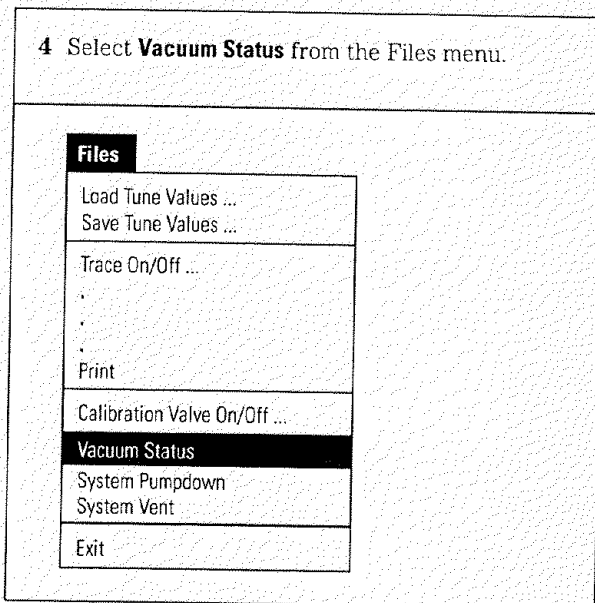 4 Select Vacuum Status from the Files menu.
Files
Load Tune Values ...
Save Tune Values ...
Trace On/Off ...
.
.
.
Print
Calibration Valve On/Off ...
Vacuum Status
System Pumpdown
System Vent
Exit